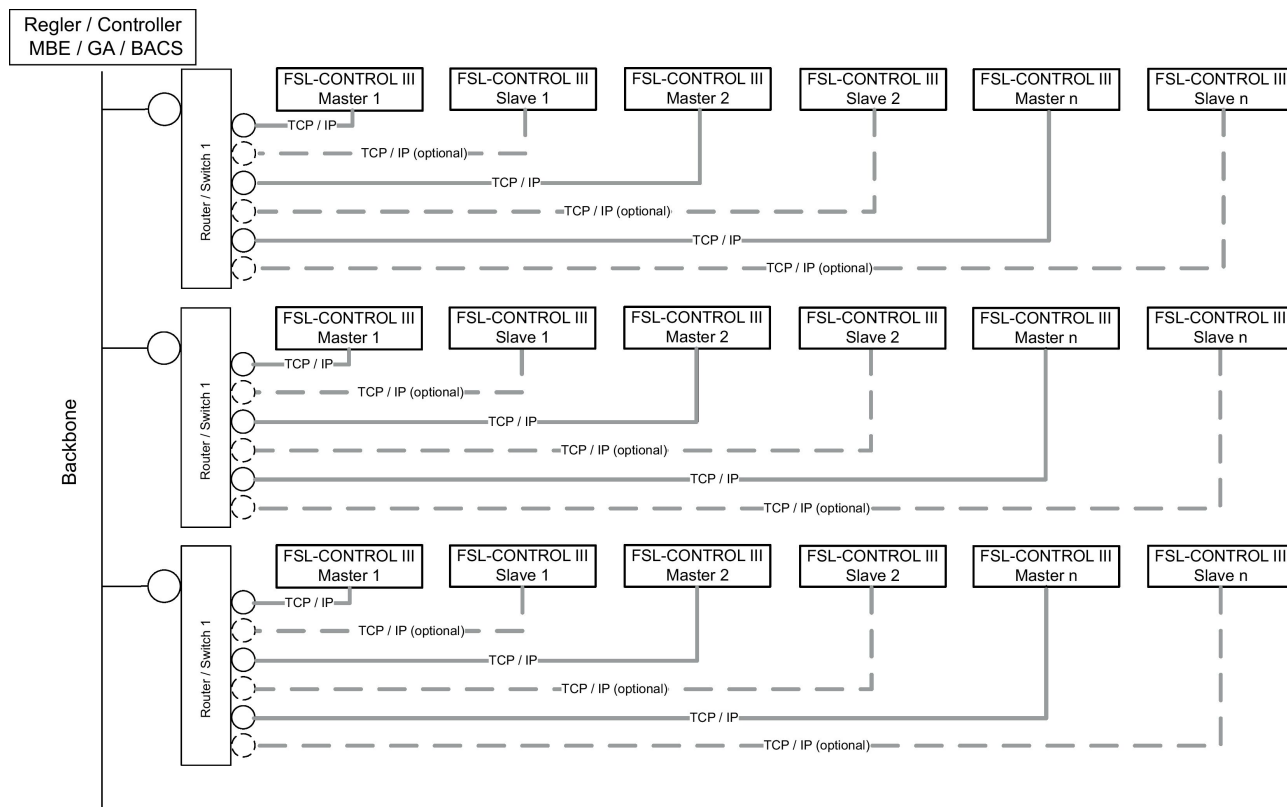 Regler / Controller
MBE / GA / BACS
FSL-CONTROL III
Master 1
FSL-CONTROL III
Slave 1
FSL-CONTROL III
Master 2
FSL-CONTROL III
Slave 2
FSL-CONTROL III
Master n
FSL-CONTROL III
Slave n
Router / Switch 1
TCP / IP
TCP / IP (optional)
TCP / IP
TCP / IP (optional)
TCP / IP
TCP / IP (optional)
Backbone
FSL-CONTROL III
Master 1
FSL-CONTROL III
Slave 1
FSL-CONTROL III
Master 2
FSL-CONTROL III
Slave 2
FSL-CONTROL III
Master n
FSL-CONTROL III
Slave n
Router / Switch 1
TCP / IP
TCP / IP (optional)
TCP / IP
TCP / IP (optional)
TCP / IP
TCP / IP (optional)
FSL-CONTROL III
Master 1
FSL-CONTROL III
Slave 1
FSL-CONTROL III
Master 2
FSL-CONTROL III
Slave 2
FSL-CONTROL III
Master n
FSL-CONTROL III
Slave n
Router / Switch 1
TCP / IP
TCP / IP (optional)
TCP / IP
TCP / IP (optional)
TCP / IP
TCP / IP (optional)